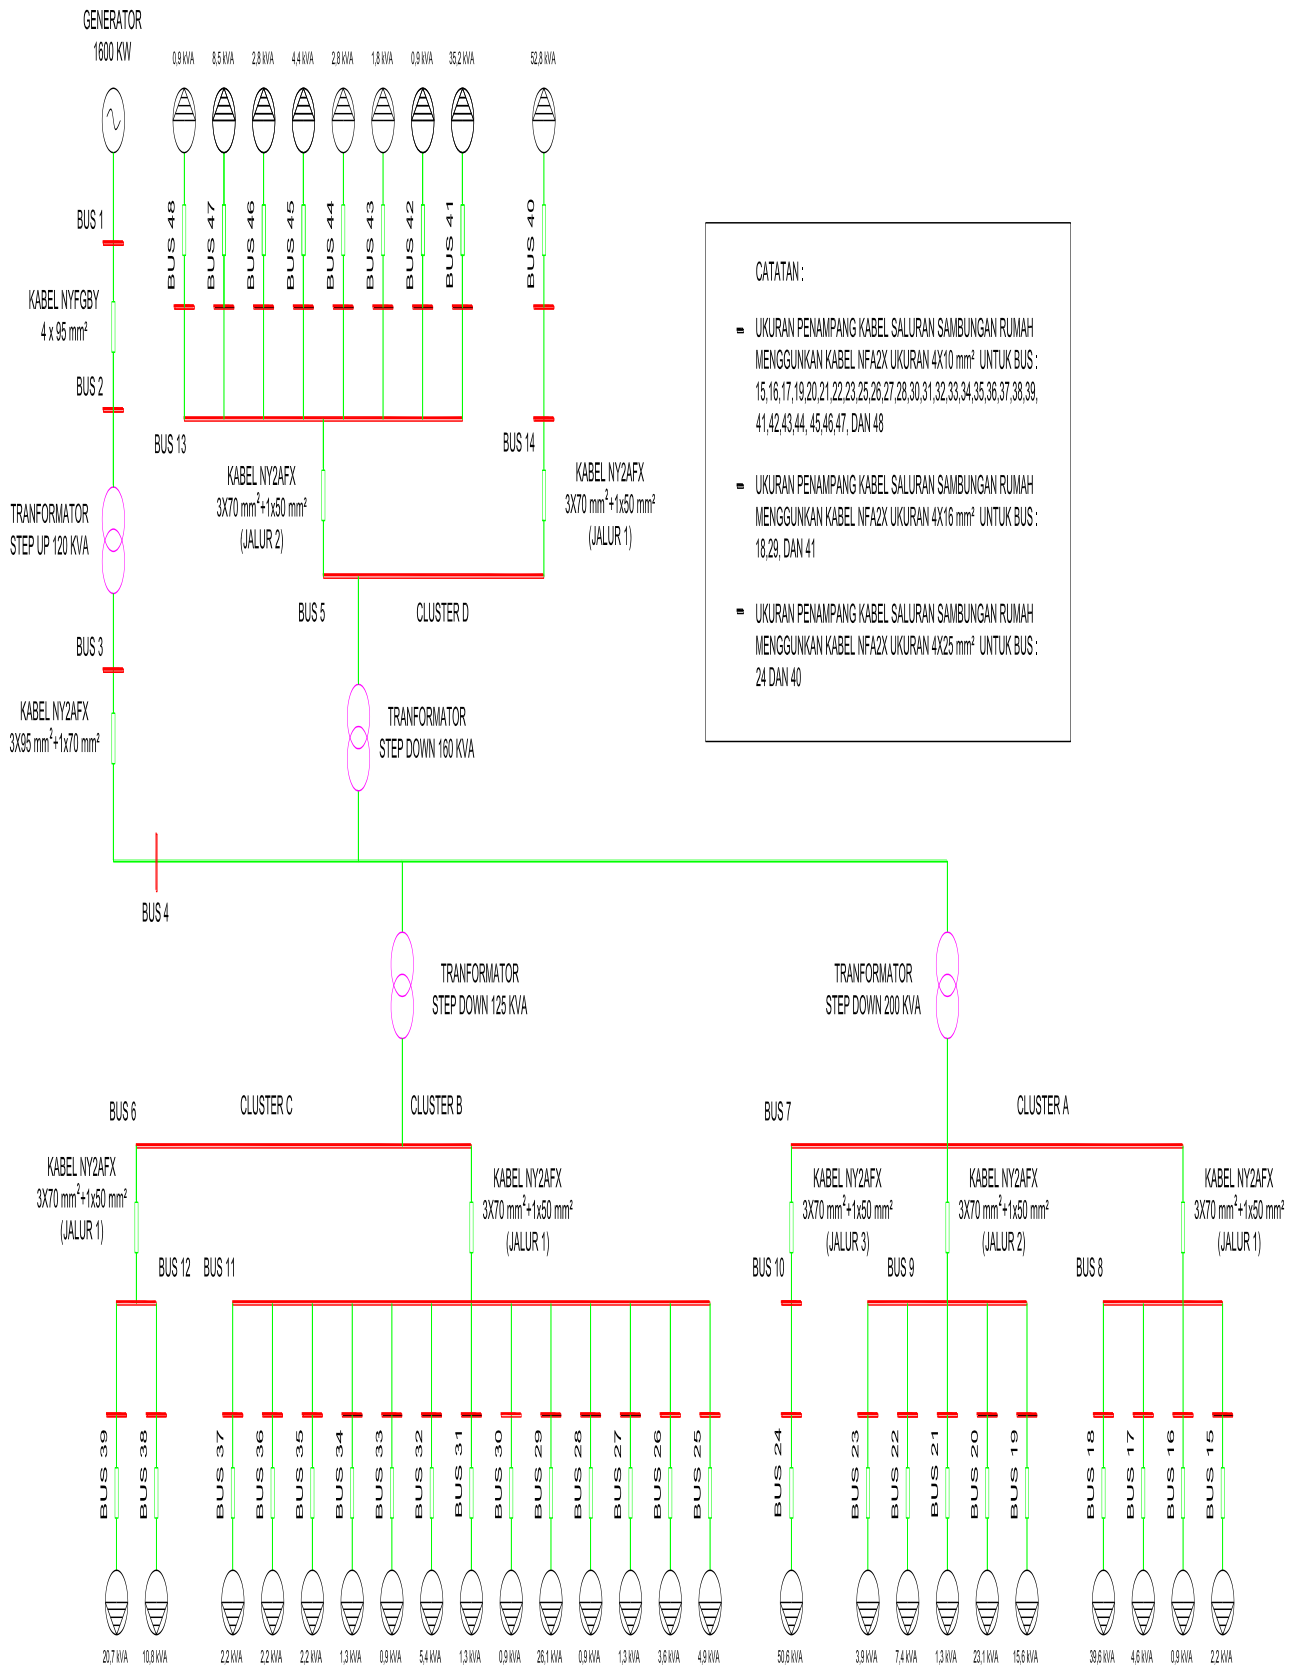 GENERATOR
1600 KW
0,9 kVA
8,5 kVA
2,8 kVA
4,4 kVA
2,8 kVA
1,8 kVA
0,9 kVA
35,2 kVA
52,8 kVA
BUS 48
BUS 47
BUS 46
BUS 45
BUS 44
BUS 43
BUS 42
BUS 41
BUS 40
BUS 1
KABEL NYFGBY
4 x 95 mm²
BUS 2
BUS 13
BUS 14
KABEL NY2AFX
3X70 mm²+1x50 mm²
(JALUR 2)
KABEL NY2AFX
3X70 mm²+1x50 mm²
(JALUR 1)
TRANFORMATOR
STEP UP 120 KVA
BUS 5
CLUSTER D
BUS 3
KABEL NY2AFX
3X95 mm²+1x70 mm²
TRANFORMATOR
STEP DOWN 160 KVA
CATATAN :
UKURAN PENAMPANG KABEL SALURAN SAMBUNGAN RUMAH
MENGGUNKAN KABEL NFA2X UKURAN 4X10 mm² UNTUK BUS :
15,16,17,19,20,21,22,23,25,26,27,28,30,31,32,33,34,35,36,37,38,39,
41,42,43,44, 45,46,47, DAN 48
UKURAN PENAMPANG KABEL SALURAN SAMBUNGAN RUMAH
MENGGUNKAN KABEL NFA2X UKURAN 4X16 mm² UNTUK BUS :
18,29, DAN 41
UKURAN PENAMPANG KABEL SALURAN SAMBUNGAN RUMAH
MENGGUNKAN KABEL NFA2X UKURAN 4X25 mm² UNTUK BUS :
24 DAN 40
BUS 4
TRANFORMATOR
STEP DOWN 125 KVA
TRANFORMATOR
STEP DOWN 200 KVA
BUS 6
CLUSTER C
CLUSTER B
BUS 7
CLUSTER A
KABEL NY2AFX
3X70 mm²+1x50 mm²
(JALUR 1)
KABEL NY2AFX
3X70 mm²+1x50 mm²
(JALUR 1)
KABEL NY2AFX
3X70 mm²+1x50 mm²
(JALUR 3)
KABEL NY2AFX
3X70 mm²+1x50 mm²
(JALUR 2)
KABEL NY2AFX
3X70 mm²+1x50 mm²
(JALUR 1)
BUS 12
BUS 11
BUS 10
BUS 9
BUS 8
BUS 39
BUS 38
BUS 37
BUS 36
BUS 35
BUS 34
BUS 33
BUS 32
BUS 31
BUS 30
BUS 29
BUS 28
BUS 27
BUS 26
BUS 25
BUS 24
BUS 23
BUS 22
BUS 21
BUS 20
BUS 19
BUS 18
BUS 17
BUS 16
BUS 15
20,7 kVA
10,8 kVA
2,2 kVA
2,2 kVA
2,2 kVA
1,3 kVA
0,9 kVA
5,4 kVA
1,3 kVA
0,9 kVA
26,1 kVA
0,9 kVA
1,3 kVA
3,6 kVA
4,9 kVA
50,6 kVA
3,9 kVA
7,4 kVA
1,3 kVA
23,1 kVA
15,6 kVA
39,6 kVA
4,6 kVA
0,9 kVA
2,2 kVA